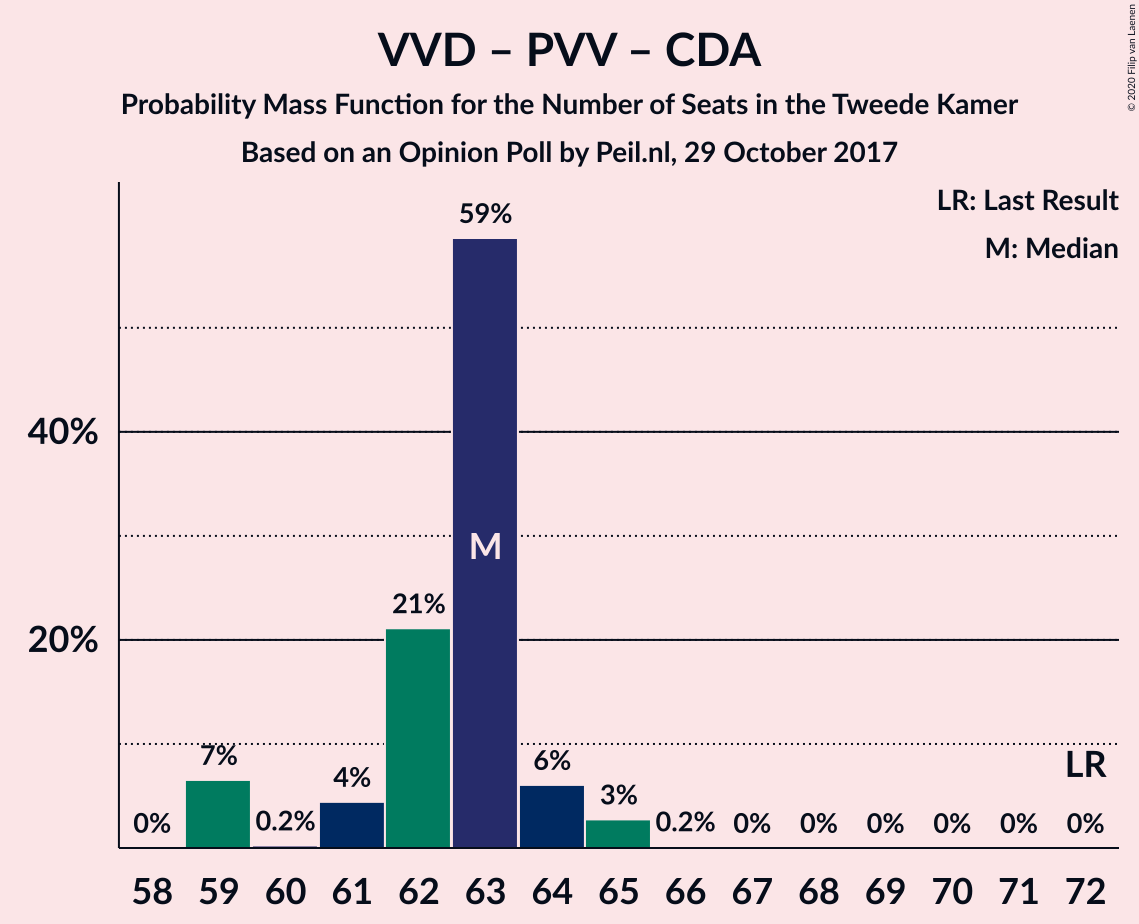 VVD – PVV – CDA
Probability Mass Function for the Number of Seats in the Tweede Kamer
Based on an Opinion Poll by Peil.nl, 29 October 2017
© 2020 Filip van Laenen
LR: Last Result
M: Median
59%
40%
M
21%
20%
7%
6%
LR
4%
3%
0%
0.2%
0.2%
0%
0%
0%
0%
0%
0%
58 59 60 61 62 63 64 65 66 67 68 69 70 71 72